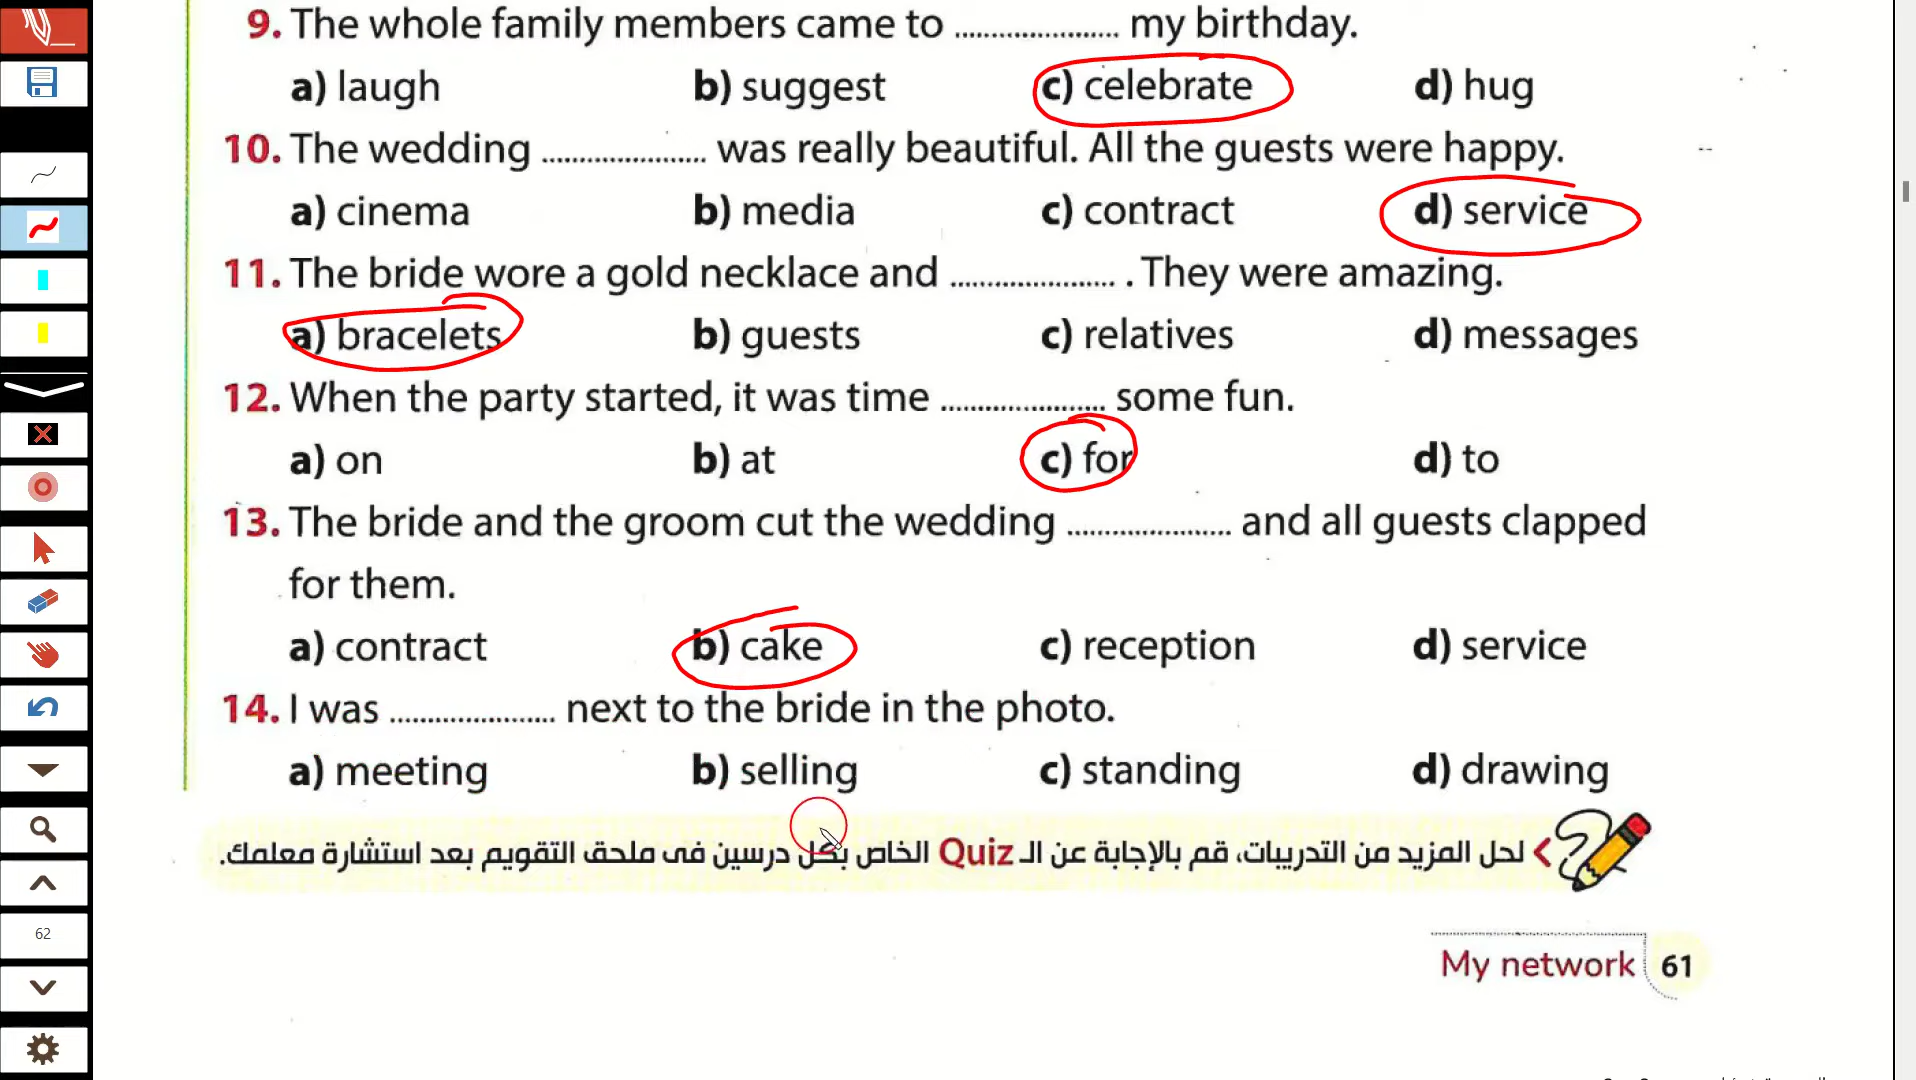 9. The whole family members came to ...................... my birthday.
a) laugh b) suggest c) celebrate d) hug
10. The wedding ...................... was really beautiful. All the guests were happy.
a) cinema b) media c) contract d) service
11. The bride wore a gold necklace and ...................... . They were amazing.
a) bracelets b) guests c) relatives d) messages
12. When the party started, it was time ...................... some fun.
a) on b) at c) for d) to
13. The bride and the groom cut the wedding ...................... and all guests clapped
for them.
a) contract b) cake c) reception d) service
14. I was ...................... next to the bride in the photo.
a) meeting b) selling c) standing d) drawing
لحل المزيد من التدريبات، قم بالإجابة عن الـ Quiz الخاص بكل درسين فى ملحق التقويم بعد استشارة معلمك.
My network 61
62